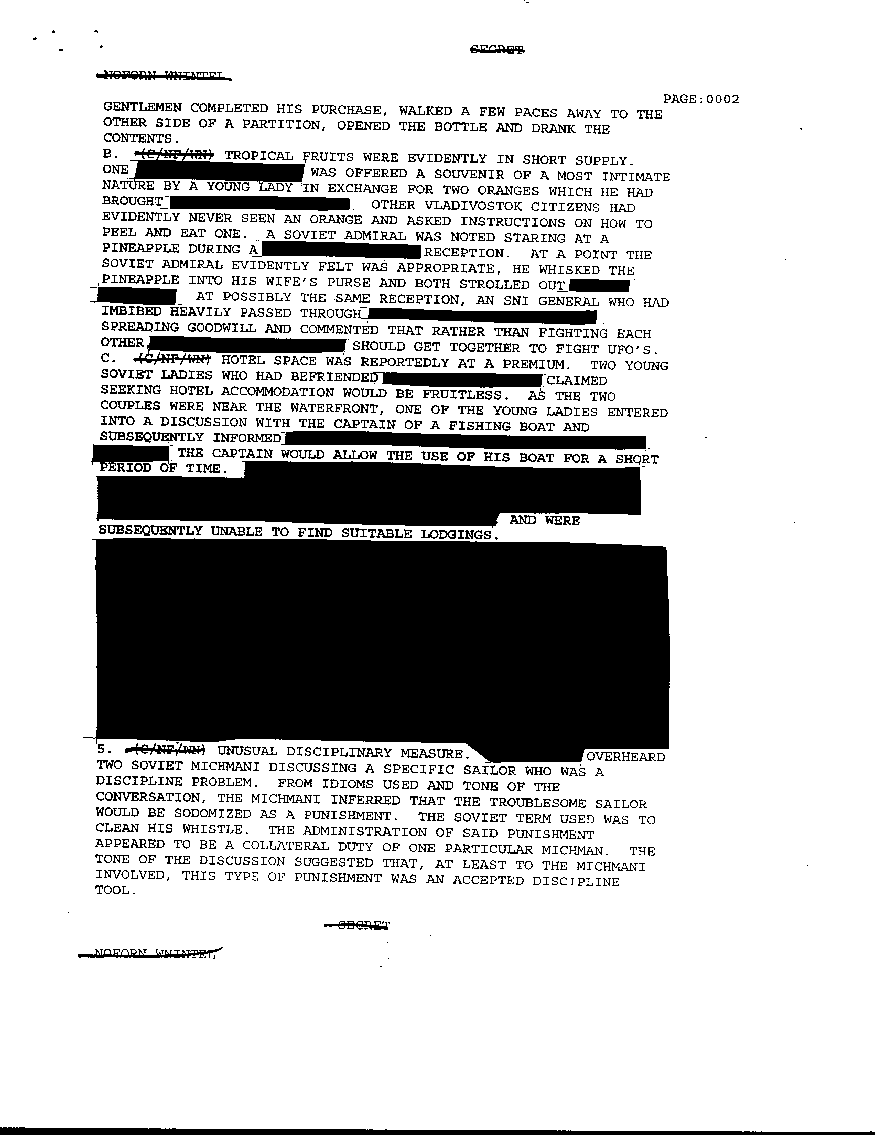 SECRET
NOFORN WNINTEL
PAGE:0002
GENTLEMEN COMPLETED HIS PURCHASE, WALKED A FEW PACES AWAY TO THE
OTHER SIDE OF A PARTITION, OPENED THE BOTTLE AND DRANK THE
CONTENTS.
B. (C/NF/WN) TROPICAL FRUITS WERE EVIDENTLY IN SHORT SUPPLY.
ONE WAS OFFERED A SOUVENIR OF A MOST INTIMATE
NATURE BY A YOUNG LADY IN EXCHANGE FOR TWO ORANGES WHICH HE HAD
BROUGHT . OTHER VLADIVOSTOK CITIZENS HAD
EVIDENTLY NEVER SEEN AN ORANGE AND ASKED INSTRUCTIONS ON HOW TO
PEEL AND EAT ONE. A SOVIET ADMIRAL WAS NOTED STARING AT A
PINEAPPLE DURING A RECEPTION. AT A POINT THE
SOVIET ADMIRAL EVIDENTLY FELT WAS APPROPRIATE, HE WHISKED THE
PINEAPPLE INTO HIS WIFE'S PURSE AND BOTH STROLLED OUT
AT POSSIBLY THE SAME RECEPTION, AN SNI GENERAL WHO HAD
IMBIBED HEAVILY PASSED THROUGH
SPREADING GOODWILL AND COMMENTED THAT RATHER THAN FIGHTING EACH
OTHER SHOULD GET TOGETHER TO FIGHT UFO'S.
C. (C/NF/WN) HOTEL SPACE WAS REPORTEDLY AT A PREMIUM. TWO YOUNG
SOVIET LADIES WHO HAD BEFRIENDED CLAIMED
SEEKING HOTEL ACCOMMODATION WOULD BE FRUITLESS. AS THE TWO
COUPLES WERE NEAR THE WATERFRONT, ONE OF THE YOUNG LADIES ENTERED
INTO A DISCUSSION WITH THE CAPTAIN OF A FISHING BOAT AND
SUBSEQUENTLY INFORMED
THE CAPTAIN WOULD ALLOW THE USE OF HIS BOAT FOR A SHORT
PERIOD OF TIME.
AND WERE
SUBSEQUENTLY UNABLE TO FIND SUITABLE LODGINGS.
5. (C/NF/WN) UNUSUAL DISCIPLINARY MEASURE. OVERHEARD
TWO SOVIET MICHMANI DISCUSSING A SPECIFIC SAILOR WHO WAS A
DISCIPLINE PROBLEM. FROM IDIOMS USED AND TONE OF THE
CONVERSATION, THE MICHMANI INFERRED THAT THE TROUBLESOME SAILOR
WOULD BE SODOMIZED AS A PUNISHMENT. THE SOVIET TERM USED WAS TO
CLEAN HIS WHISTLE. THE ADMINISTRATION OF SAID PUNISHMENT
APPEARED TO BE A COLLATERAL DUTY OF ONE PARTICULAR MICHMAN. THE
TONE OF THE DISCUSSION SUGGESTED THAT, AT LEAST TO THE MICHMANI
INVOLVED, THIS TYPE OF PUNISHMENT WAS AN ACCEPTED DISCIPLINE
TOOL.
SECRET
NOFORN WNINTEL